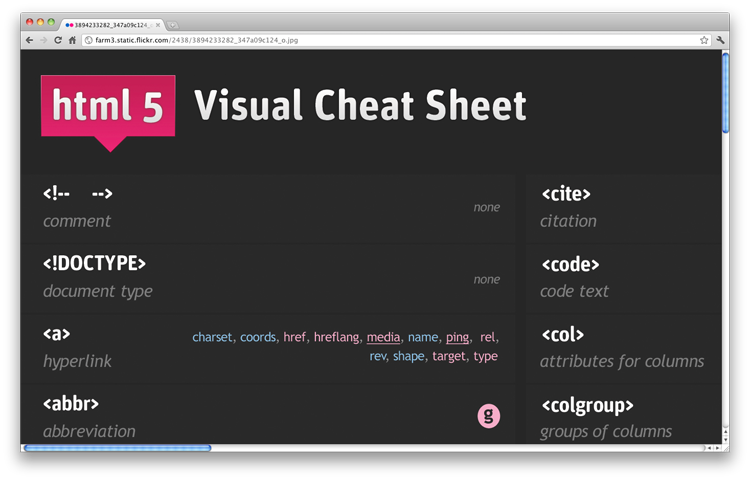 3894233282_347a09c124_
farm3.static.flickr.com/2438/3894233282_347a09c124_o.jpg
html 5 Visual Cheat Sheet
<!-- -->
comment
none
<cite>
citation
<!DOCTYPE>
document type
none
<code>
code text
<a>
hyperlink
charset, coords, href, hreflang, media, name, ping, rel,
rev, shape, target, type
<col>
attributes for columns
<abbr>
abbreviation
g
<colgroup>
groups of columns